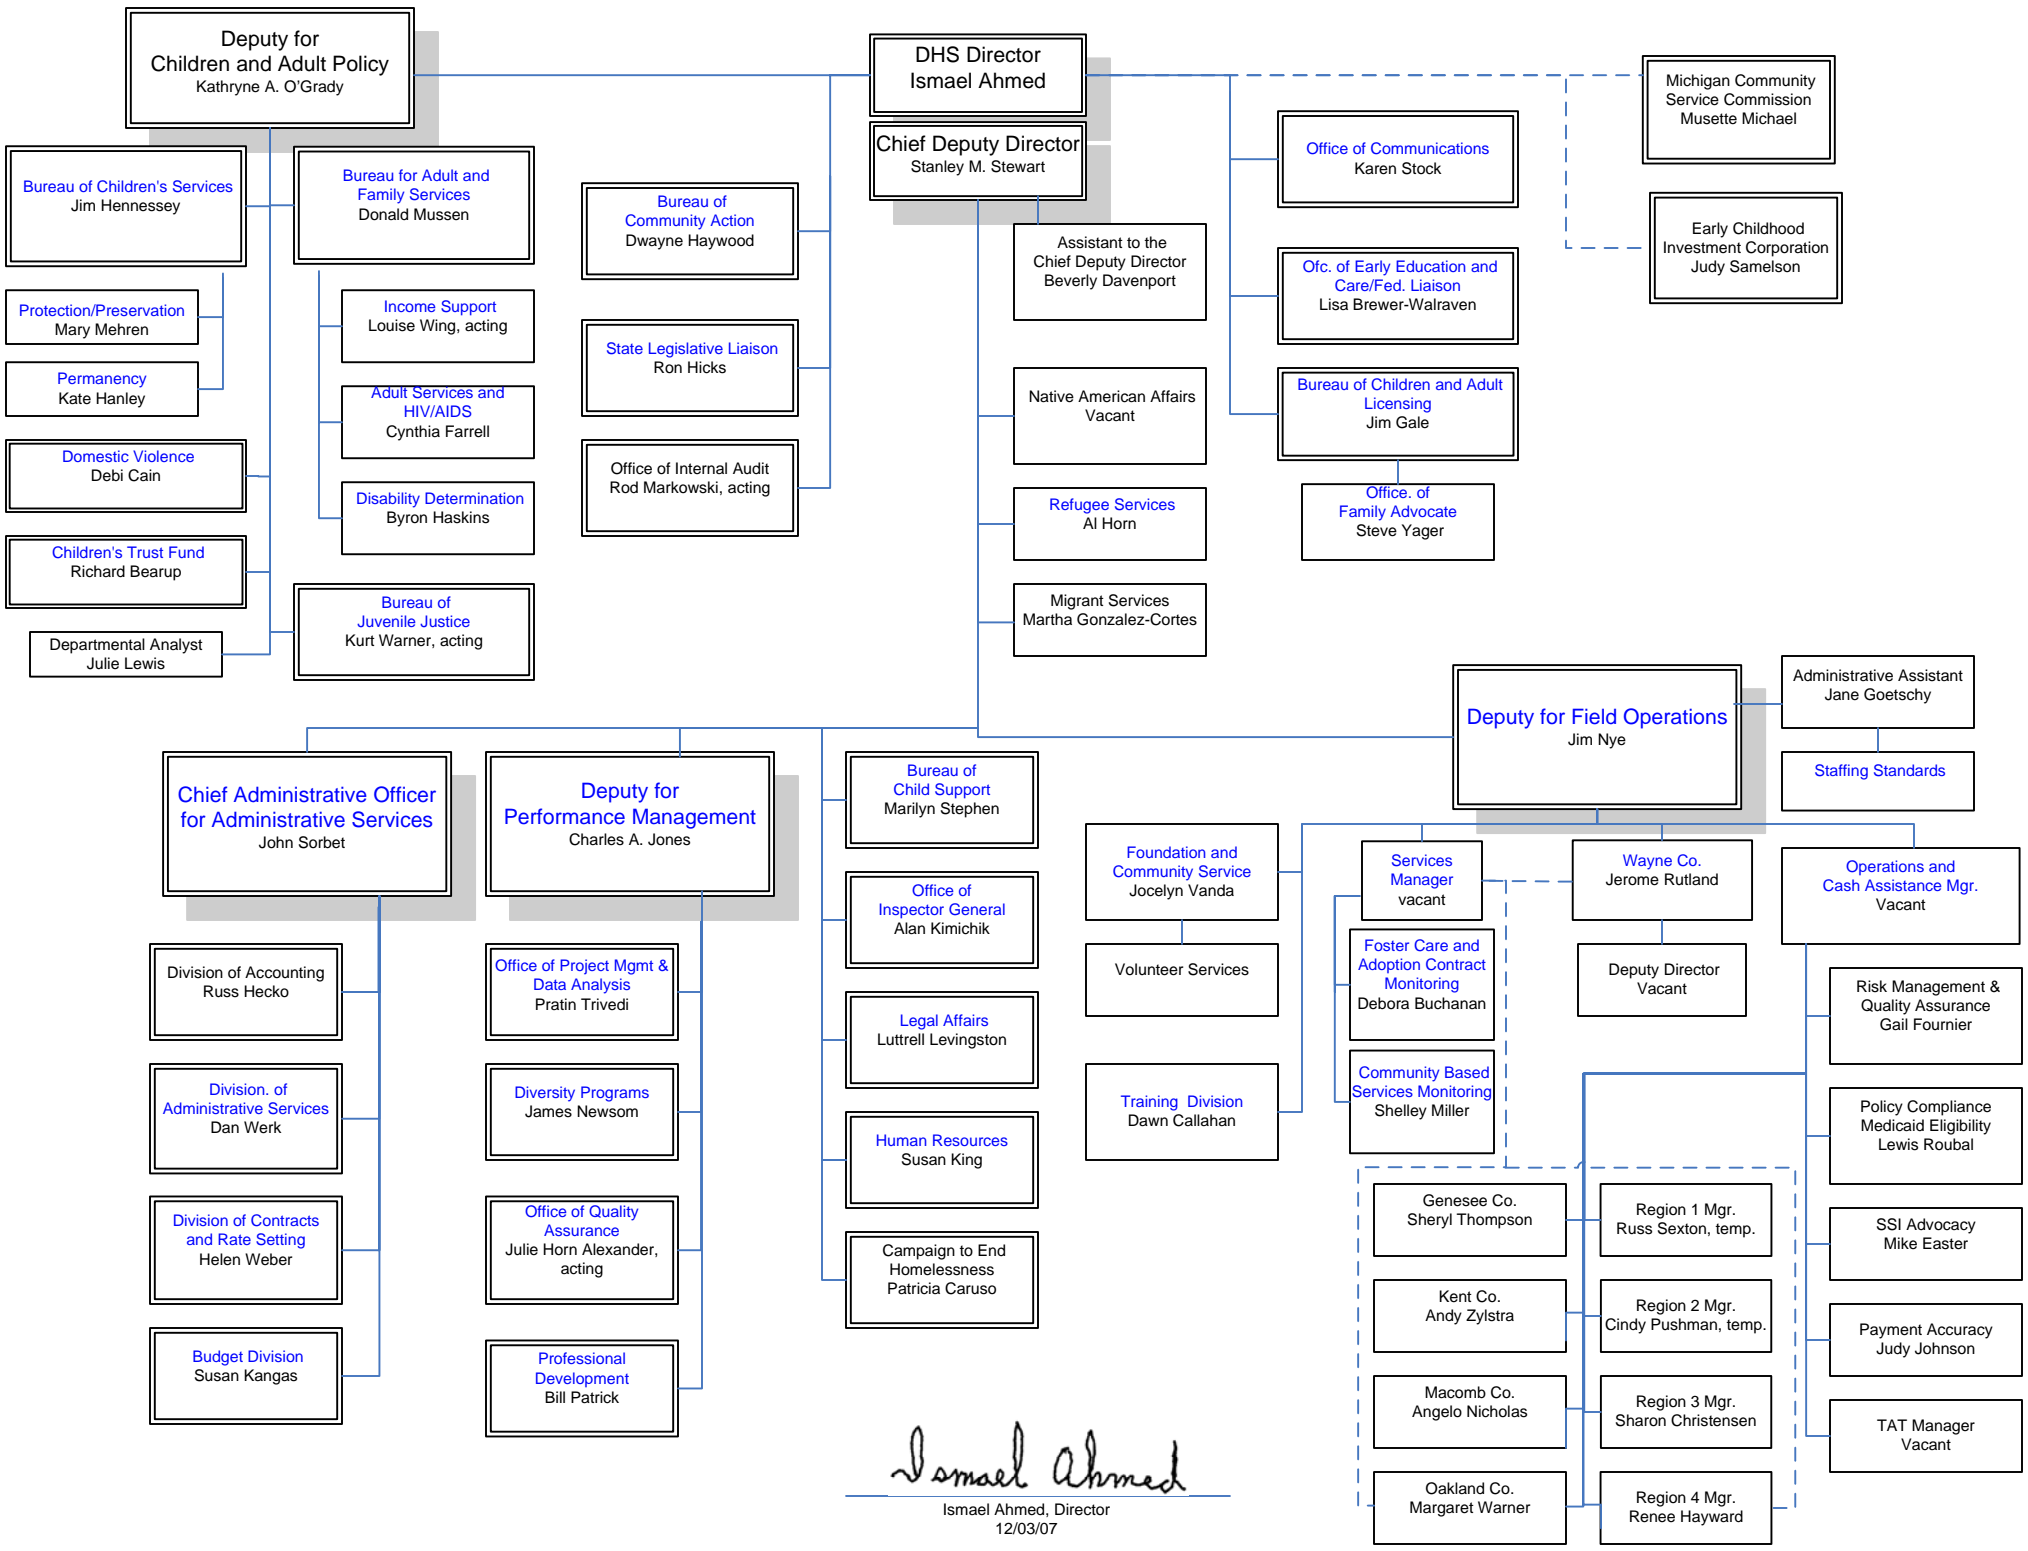 Deputy for
Children and Adult Policy
Kathryne A. O'Grady
DHS Director
Ismael Ahmed
Chief Deputy Director
Stanley M. Stewart
Michigan Community
Service Commission
Musette Michael
Early Childhood
Investment Corporation
Judy Samelson
Bureau of Children's Services
Jim Hennessey
Protection/Preservation
Mary Mehren
Permanency
Kate Hanley
Domestic Violence
Debi Cain
Children's Trust Fund
Richard Bearup
Departmental Analyst
Julie Lewis
Bureau for Adult and
Family Services
Donald Mussen
Income Support
Louise Wing, acting
Adult Services and
HIV/AIDS
Cynthia Farrell
Disability Determination
Byron Haskins
Bureau of
Juvenile Justice
Kurt Warner, acting
Bureau of
Community Action
Dwayne Haywood
State Legislative Liaison
Ron Hicks
Office of Internal Audit
Rod Markowski, acting
Assistant to the
Chief Deputy Director
Beverly Davenport
Native American Affairs
Vacant
Refugee Services
Al Horn
Migrant Services
Martha Gonzalez-Cortes
Office of Communications
Karen Stock
Ofc. of Early Education and
Care/Fed. Liaison
Lisa Brewer-Walraven
Bureau of Children and Adult
Licensing
Jim Gale
Office. of
Family Advocate
Steve Yager
Deputy for Field Operations
Jim Nye
Administrative Assistant
Jane Goetschy
Staffing Standards
Chief Administrative Officer
for Administrative Services
John Sorbet
Division of Accounting
Russ Hecko
Division. of
Administrative Services
Dan Werk
Division of Contracts
and Rate Setting
Helen Weber
Budget Division
Susan Kangas
Deputy for
Performance Management
Charles A. Jones
Office of Project Mgmt &
Data Analysis
Pratin Trivedi
Diversity Programs
James Newsom
Office of Quality
Assurance
Julie Horn Alexander,
acting
Professional
Development
Bill Patrick
Bureau of
Child Support
Marilyn Stephen
Office of
Inspector General
Alan Kimichik
Legal Affairs
Luttrell Levingston
Human Resources
Susan King
Campaign to End
Homelessness
Patricia Caruso
Foundation and
Community Service
Jocelyn Vanda
Volunteer Services
Training Division
Dawn Callahan
Services
Manager
vacant
Foster Care and
Adoption Contract
Monitoring
Debora Buchanan
Community Based
Services Monitoring
Shelley Miller
Wayne Co.
Jerome Rutland
Deputy Director
Vacant
Operations and
Cash Assistance Mgr.
Vacant
Risk Management &
Quality Assurance
Gail Fournier
Policy Compliance
Medicaid Eligibility
Lewis Roubal
SSI Advocacy
Mike Easter
Payment Accuracy
Judy Johnson
TAT Manager
Vacant
Genesee Co.
Sheryl Thompson
Kent Co.
Andy Zylstra
Macomb Co.
Angelo Nicholas
Oakland Co.
Margaret Warner
Region 1 Mgr.
Russ Sexton, temp.
Region 2 Mgr.
Cindy Pushman, temp.
Region 3 Mgr.
Sharon Christensen
Region 4 Mgr.
Renee Hayward
Ismael Ahmed
Ismael Ahmed, Director
12/03/07